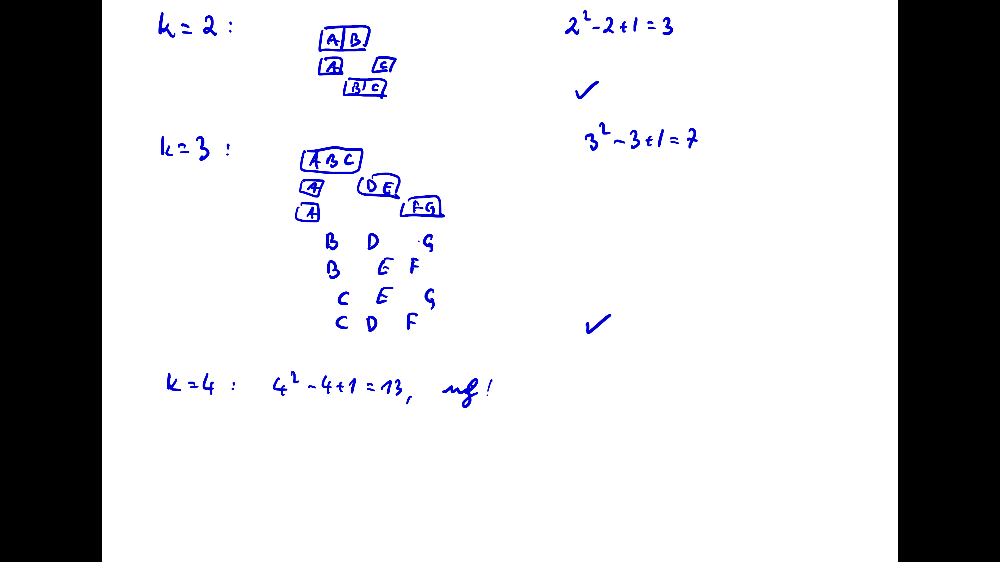 k = 2 :
2² - 2 + 1 = 3
A B
A C
B C
✓
k = 3 :
3² - 3 + 1 = 7
A B C
A D E
A F G
B D G
B E F
C E G
C D F
✓
k = 4 : 4² - 4 + 1 = 13,